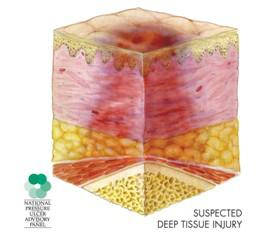 NATIONAL
PRESSURE
ULCER
ADVISORY
PANEL
SUSPECTED
DEEP TISSUE INJURY